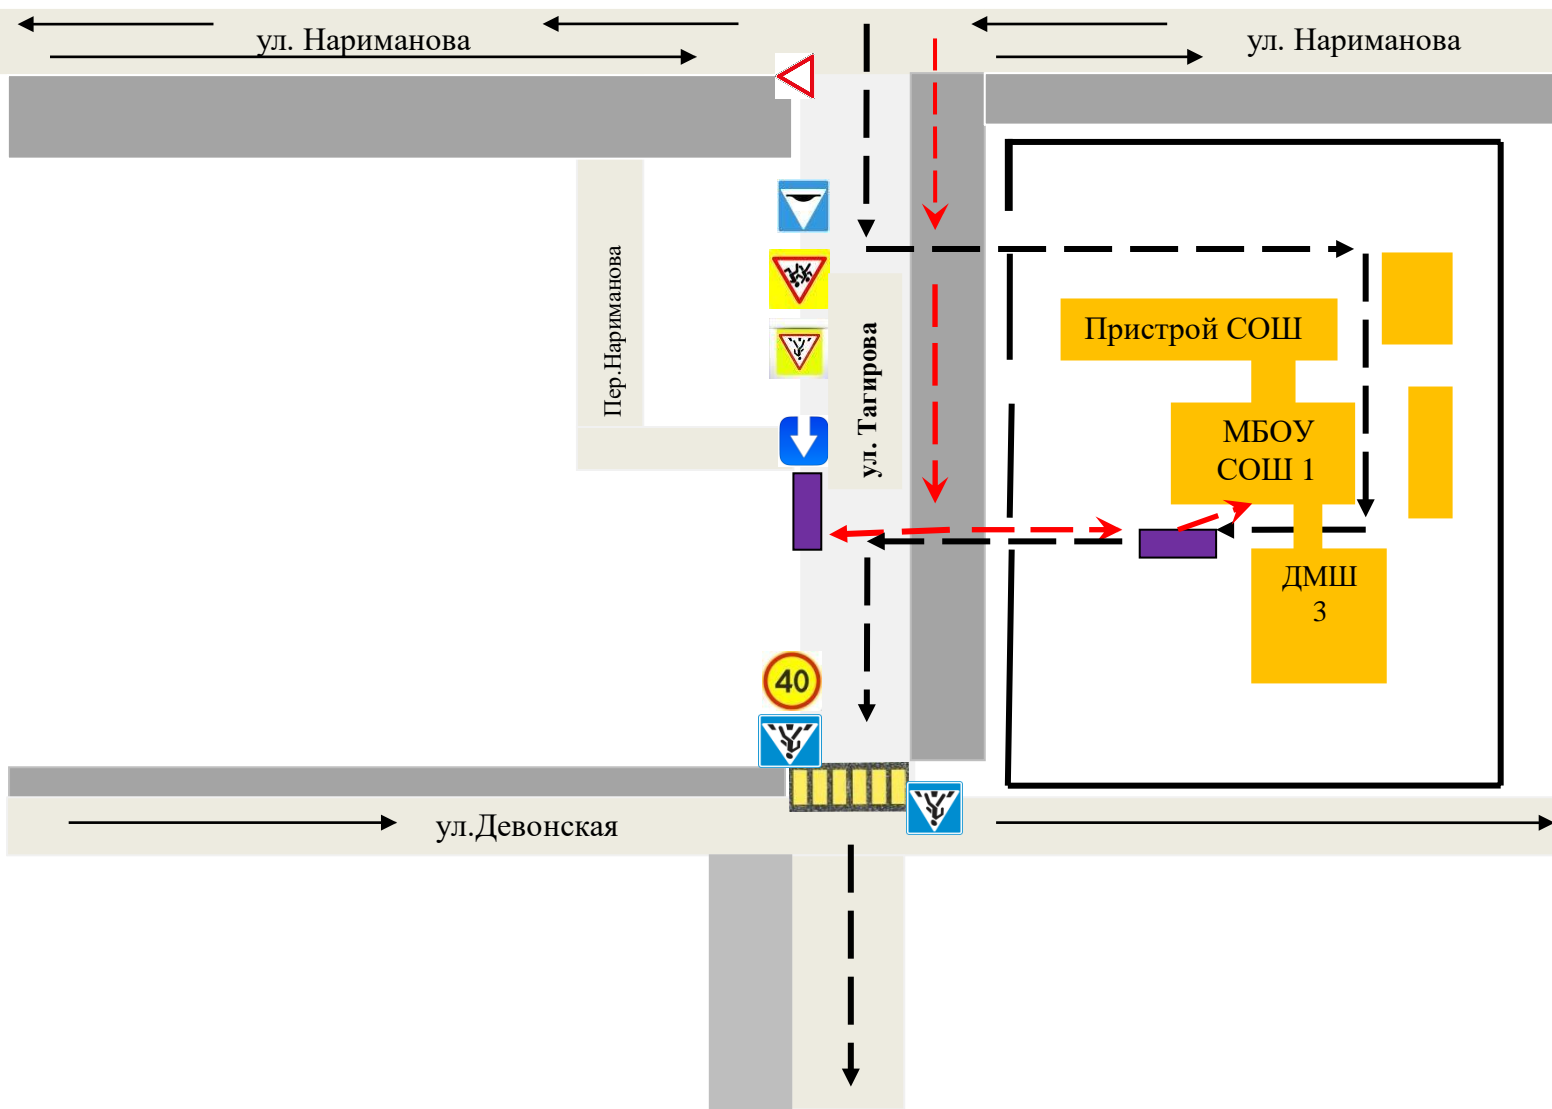 ул. Нариманова
ул. Нариманова
Пер.Нариманова
ул. Тагирова
Пристрой СОШ
МБОУ
СОШ 1
ДМШ
3
40
ул.Девонская